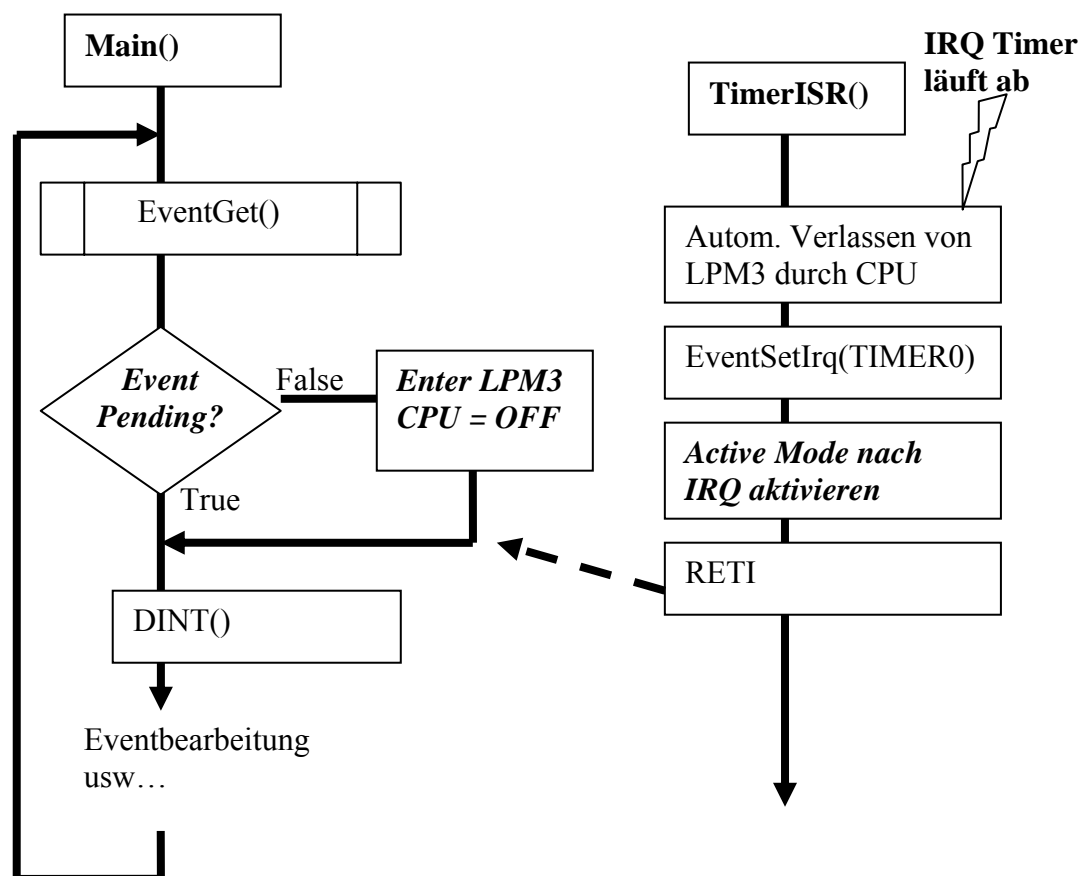 Main()
EventGet()
Event
Pending?
False
True
Enter LPM3
CPU = OFF
DINT()
Eventbearbeitung
usw…
IRQ Timer
läuft ab
TimerISR()
Autom. Verlassen von
LPM3 durch CPU
EventSetIrq(TIMER0)
Active Mode nach
IRQ aktivieren
RETI